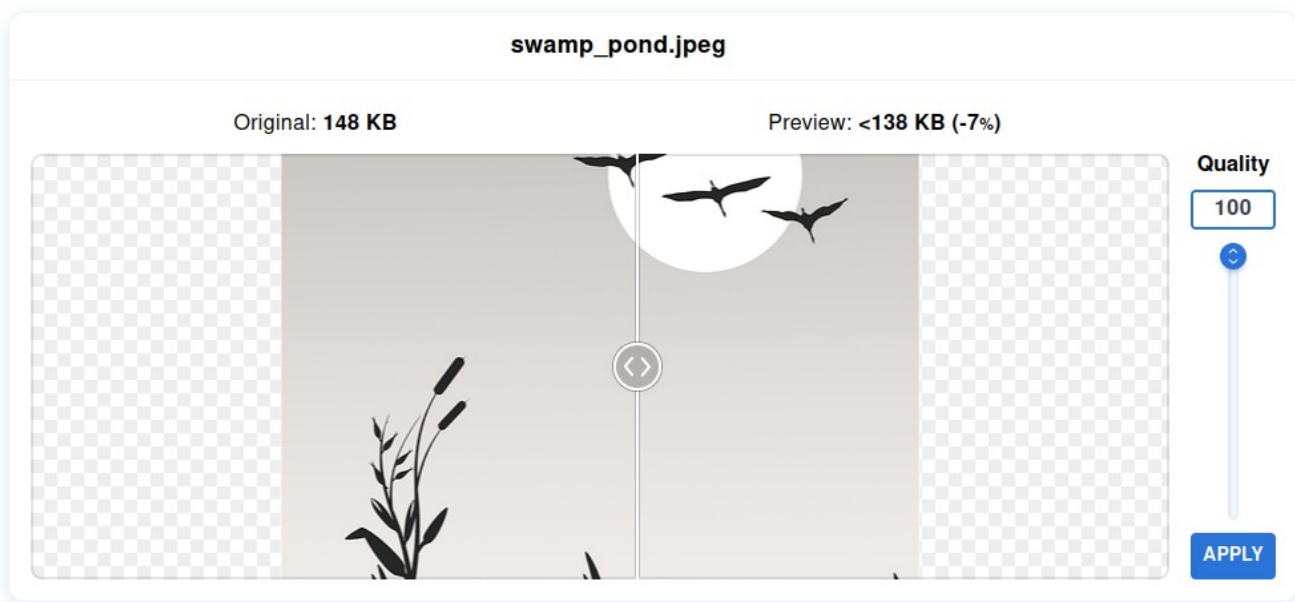 swamp_pond.jpeg
Original: 148 KB
Preview: <138 KB (-7%)
Quality
100
APPLY